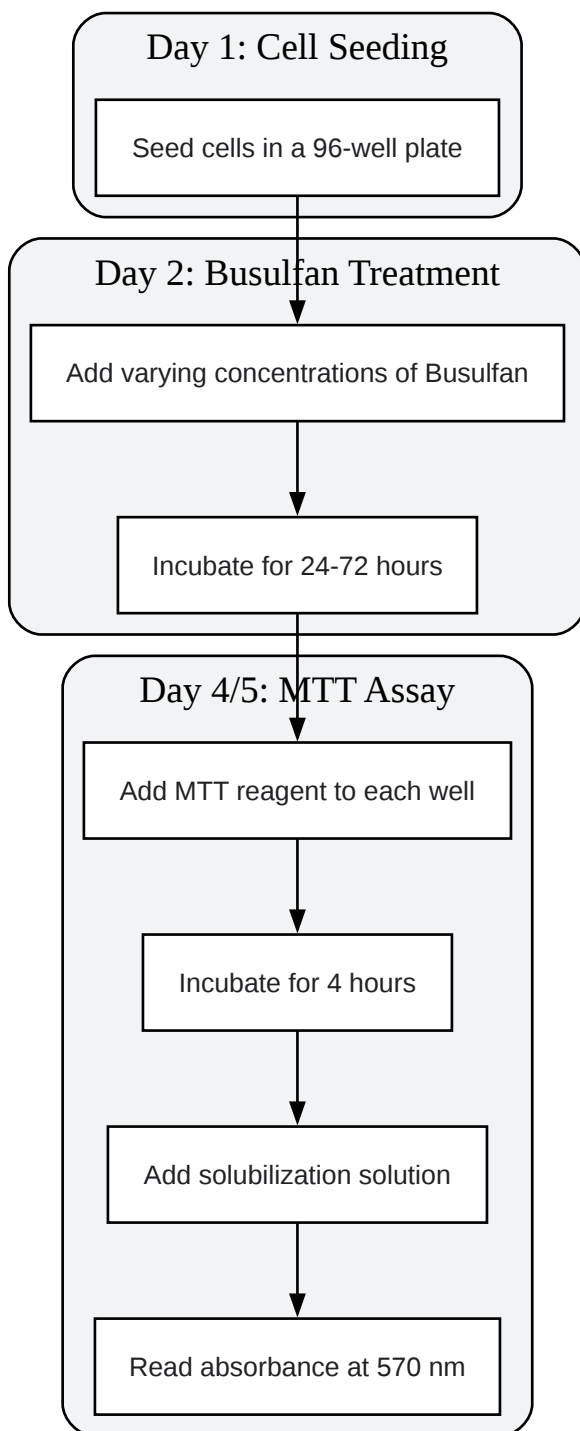 Day 1: Cell Seeding
Seed cells in a 96-well plate
Day 2: Busulfan Treatment
Add varying concentrations of Busulfan
Incubate for 24-72 hours
Day 4/5: MTT Assay
Add MTT reagent to each well
Incubate for 4 hours
Add solubilization solution
Read absorbance at 570 nm